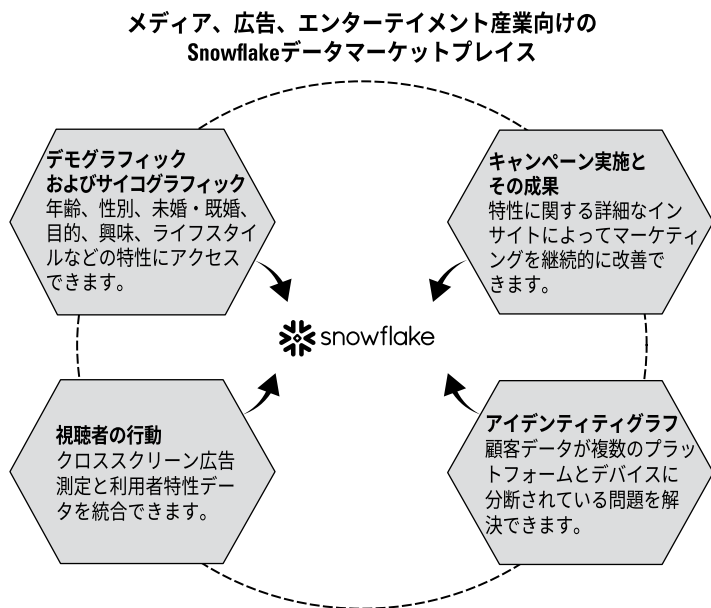 メディア、広告、エンターテイメント産業向けの
Snowflakeデータマーケットプレイス
デモグラフィック
およびサイコグラフィック
年齢、性別、未婚・既婚、
目的、興味、ライフスタイ
ルなどの特性にアクセス
できます。
キャンペーン実施と
その成果
特性に関する詳細なイン
サイトによってマーケティ
ングを継続的に改善で
きます。
snowflake
視聴者の行動
クロススクリーン広告
測定と利用者特性デー
タを統合できます。
アイデンティティグラフ
顧客データが複数のプラッ
トフォームとデバイスに
分断されている問題を解
決できます。